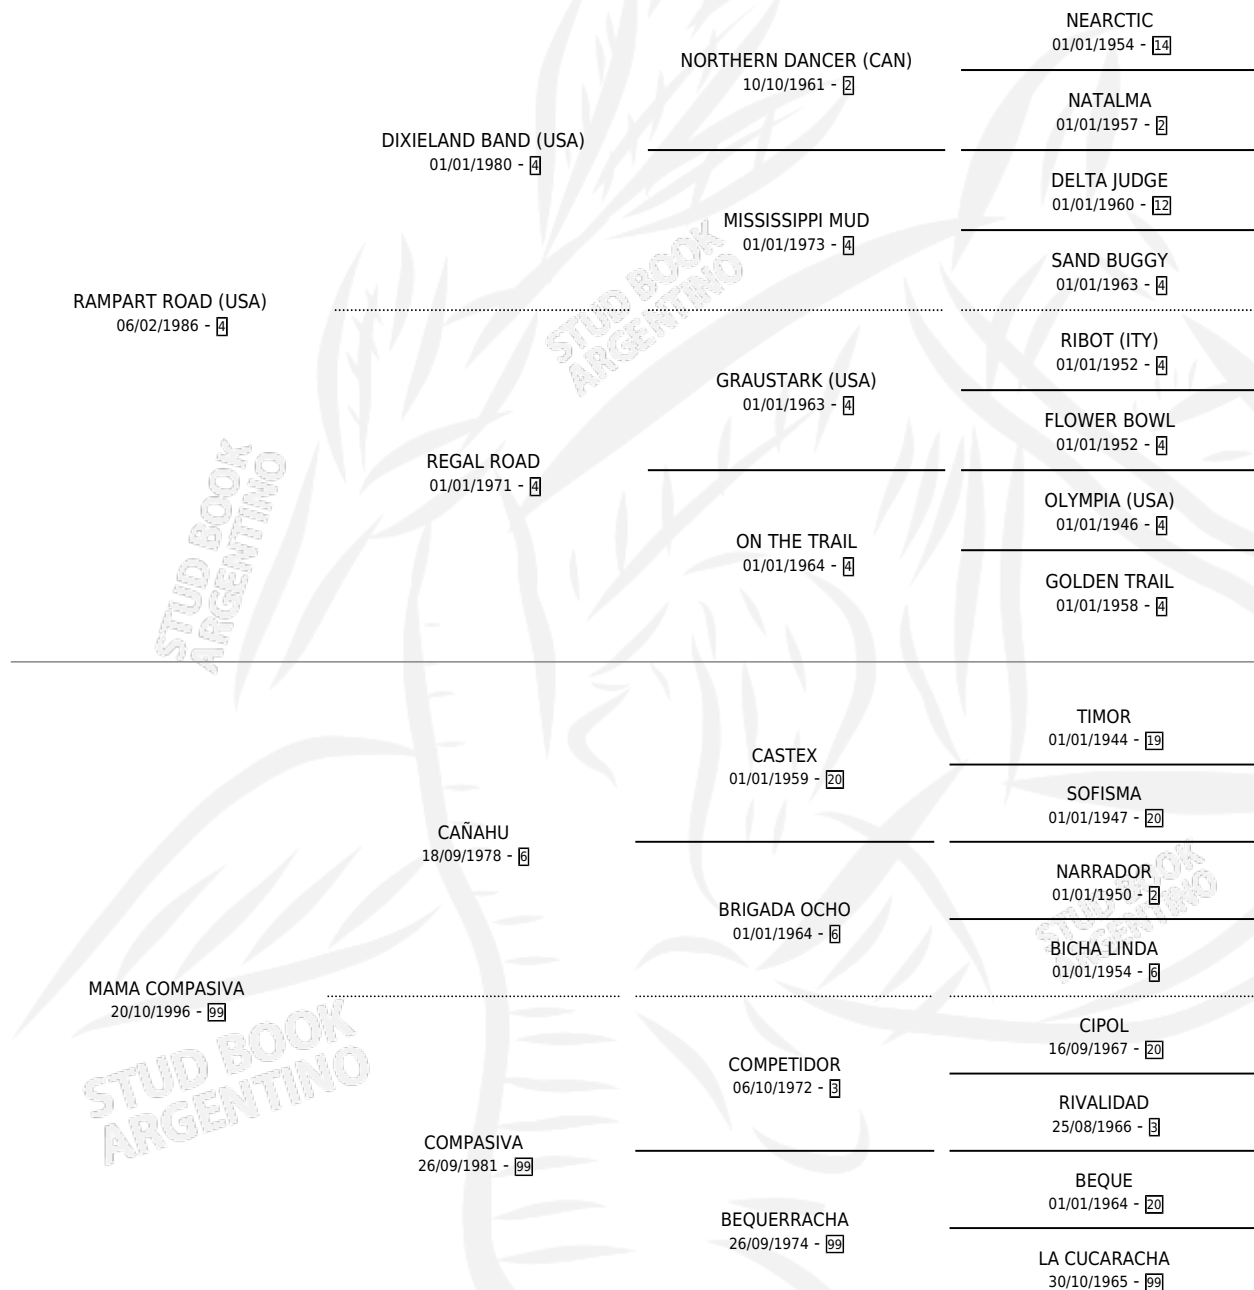 NEARCTIC
01/01/1954 - 14
NORTHERN DANCER (CAN)
10/10/1961 - 2
NATALMA
01/01/1957 - 2
DIXIELAND BAND (USA)
01/01/1980 - 4
DELTA JUDGE
01/01/1960 - 12
MISSISSIPPI MUD
01/01/1973 - 4
SAND BUGGY
01/01/1963 - 4
RAMPART ROAD (USA)
06/02/1986 - 4
STUD BOOK
ARGENTINO
RIBOT (ITY)
01/01/1952 - 4
GRAUSTARK (USA)
01/01/1963 - 4
FLOWER BOWL
01/01/1952 - 4
REGAL ROAD
01/01/1971 - 4
OLYMPIA (USA)
01/01/1946 - 4
ON THE TRAIL
01/01/1964 - 4
GOLDEN TRAIL
01/01/1958 - 4
STUD BOOK
ARGENTINO
TIMOR
01/01/1944 - 19
CASTEX
01/01/1959 - 20
SOFISMA
01/01/1947 - 20
CAÑAHU
18/09/1978 - 6
NARRADOR
01/01/1950 - 2
BRIGADA OCHO
01/01/1964 - 6
STUD BOOK
ARGENTINO
BICHA LINDA
01/01/1954 - 6
MAMA COMPASIVA
20/10/1996 - 99
STUD BOOK
ARGENTINO
CIPOL
16/09/1967 - 20
COMPETIDOR
06/10/1972 - 3
RIVALIDAD
25/08/1966 - 3
COMPASIVA
26/09/1981 - 99
BEQUE
01/01/1964 - 20
BEQUERRACHA
26/09/1974 - 99
LA CUCARACHA
30/10/1965 - 99